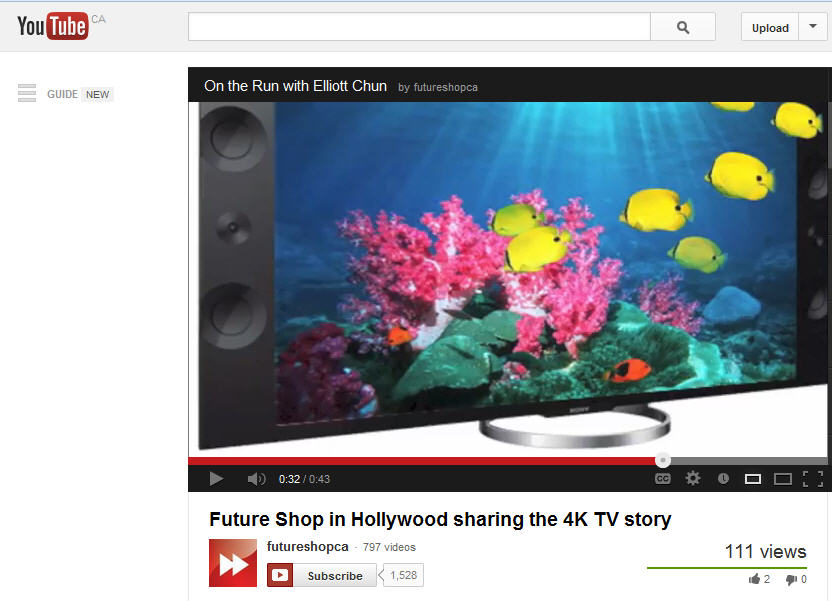 YouTube CA
Upload
GUIDE NEW
On the Run with Elliott Chun by futureshopca
SONY
0:32 / 0:43
CC
Future Shop in Hollywood sharing the 4K TV story
futureshopca · 797 videos
Subscribe 1,528
111 views
2 0